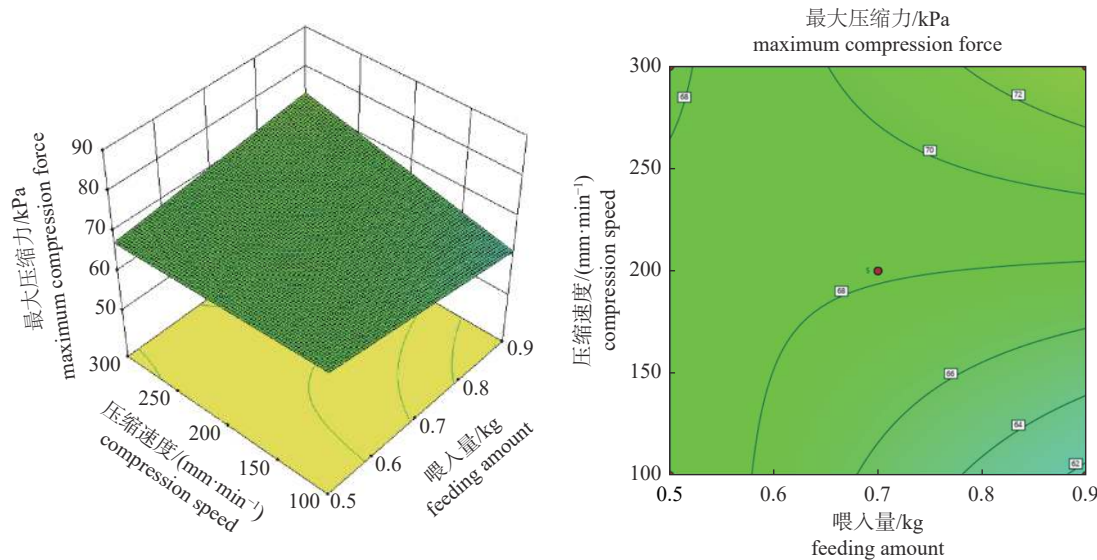 最大压缩力/kPa
maximum compression force
90
80
70
60
50
300
250
200
150
100
压缩速度/(mm·min⁻¹)
compression speed
0.5
0.6
0.7
0.8
0.9
喂入量/kg
feeding amount
最大压缩力/kPa
maximum compression force
压缩速度/(mm·min⁻¹)
compression speed
300
250
200
150
100
68
72
70
5
68
66
64
62
0.5 0.6 0.7 0.8 0.9
喂入量/kg
feeding amount